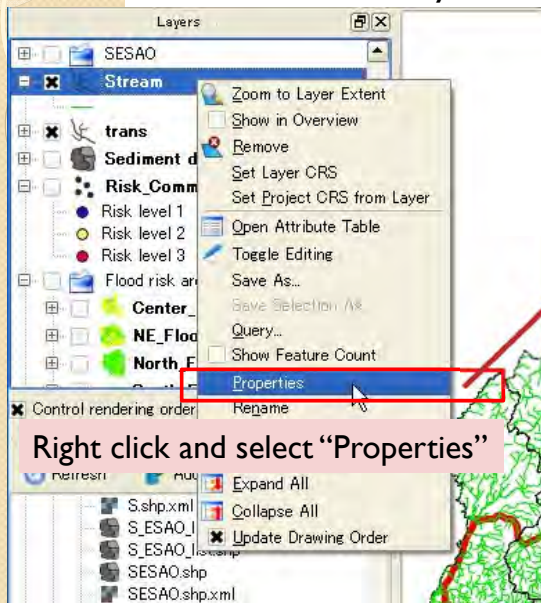 Layers
SESAO
Stream
trans
Sediment d
Risk_Comm
Risk level 1
Risk level 2
Risk level 3
Flood risk are
Center_
NE_Floo
North_F
Control rendering order
Zoom to Layer Extent
Show in Overview
Remove
Set Layer CRS
Set Project CRS from Layer
Open Attribute Table
Toggle Editing
Save As...
Save Selection As
Query...
Show Feature Count
Properties
Rename
Right click and select “Properties”
Refresh
Expand All
Collapse All
Update Drawing Order
S.shp.xml
S_ESAO_l
S_ESAO_list.shp
SESAO.shp
SESAO.shp.xml